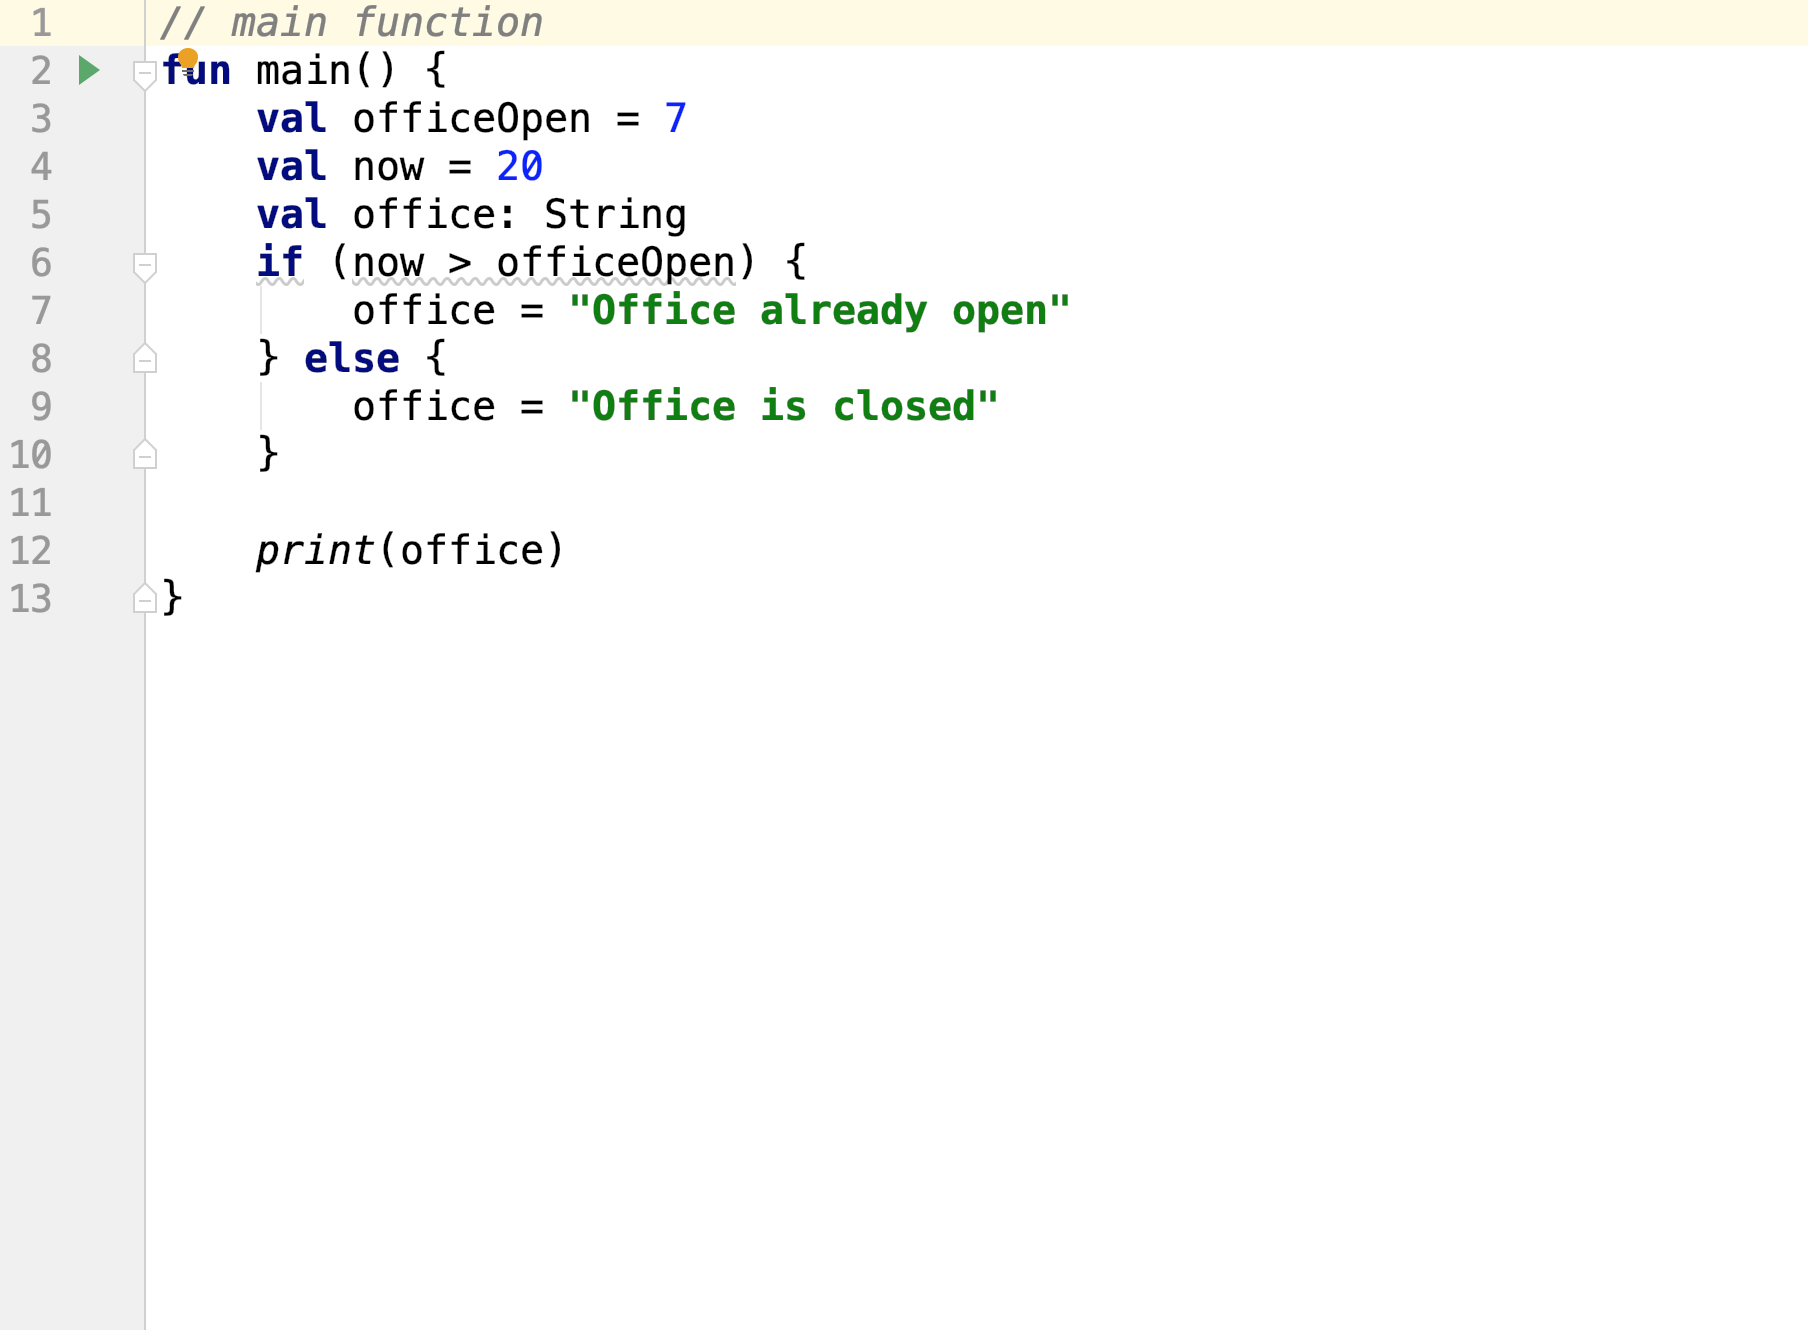 1 // main function
2 fun main() {
3     val officeOpen = 7
4     val now = 20
5     val office: String
6     if (now > officeOpen) {
7         office = "Office already open"
8     } else {
9         office = "Office is closed"
10     }
11
12     print(office)
13 }